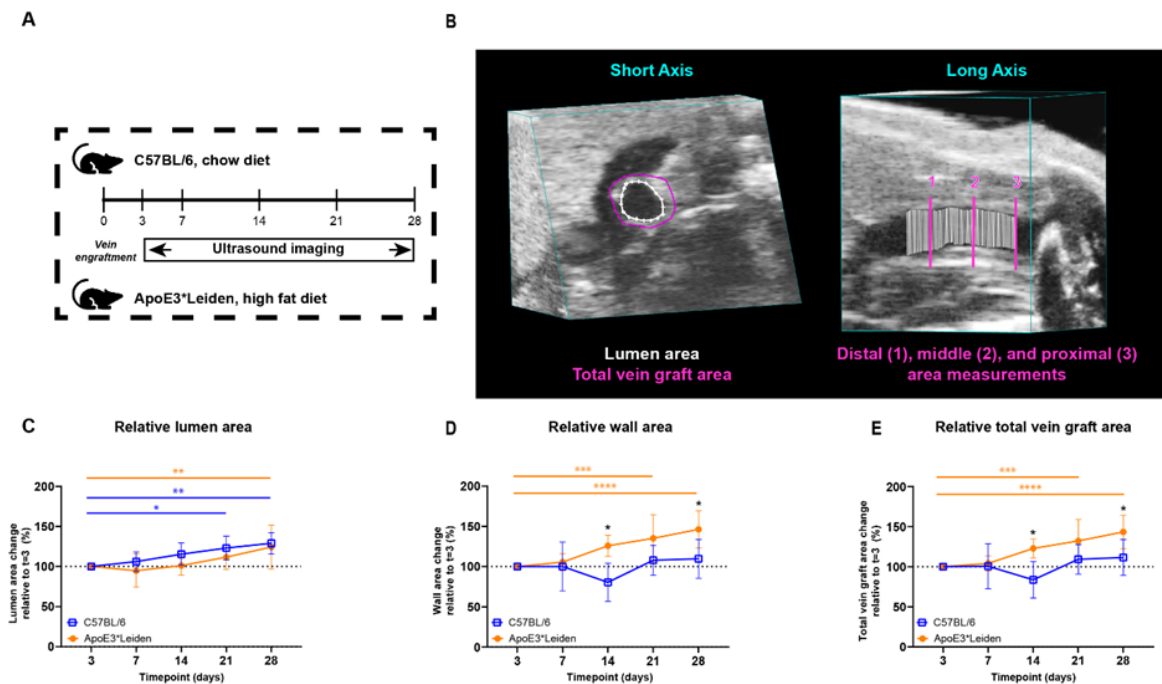 A
C57BL/6, chow diet
0 3 7 14 21 28
Vein
engraftment
Ultrasound imaging
ApoE3*Leiden, high fat diet
B
Short Axis
Long Axis
1 2 3
Lumen area
Total vein graft area
Distal (1), middle (2), and proximal (3)
area measurements
C
Relative lumen area
**
**
*
200
150
100
50
0
Lumen area change
relative to t=3 (%)
C57BL/6
ApoE3*Leiden
3 7 14 21 28
Timepoint (days)
D
Relative wall area
***
****
*
*
200
150
100
50
0
Wall area change
relative to t=3 (%)
C57BL/6
ApoE3*Leiden
3 7 14 21 28
Timepoint (days)
E
Relative total vein graft area
***
****
*
*
200
150
100
50
0
Total vein graft area change
relative to t=3 (%)
C57BL/6
ApoE3*Leiden
3 7 14 21 28
Timepoint (days)